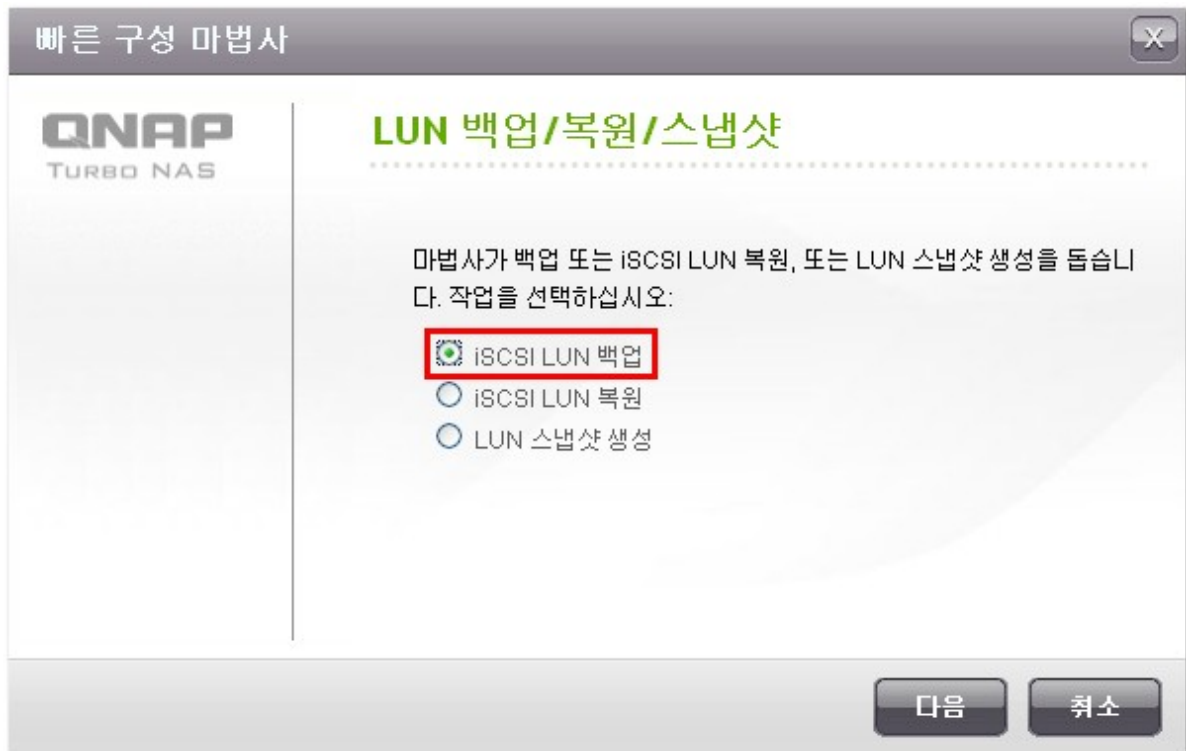 빠른 구성 마법사
X
QNAP
TURBO NAS
LUN 백업/복원/스냅샷
마법사가 백업 또는 iSCSI LUN 복원, 또는 LUN 스냅샷 생성을 돕습니
다. 작업을 선택하십시오:
iSCSI LUN 백업
iSCSI LUN 복원
LUN 스냅샷 생성
다음
취소